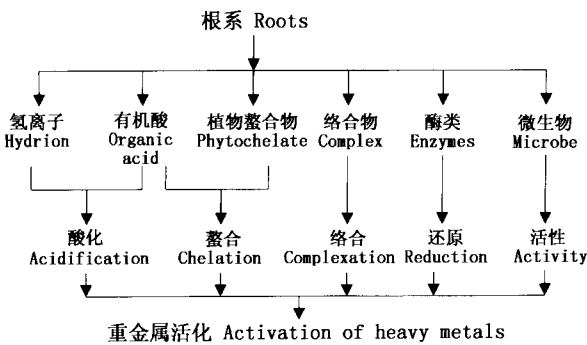 根系 Roots
氢离子 有机酸 植物螯合物 络合物 酶类 微生物
Hydrion Organic acid Phytochelate Complex Enzymes Microbe
酸化 螯合 络合 还原 活性
Acidification Chelation Complexation Reduction Activity
重金属活化 Activation of heavy metals